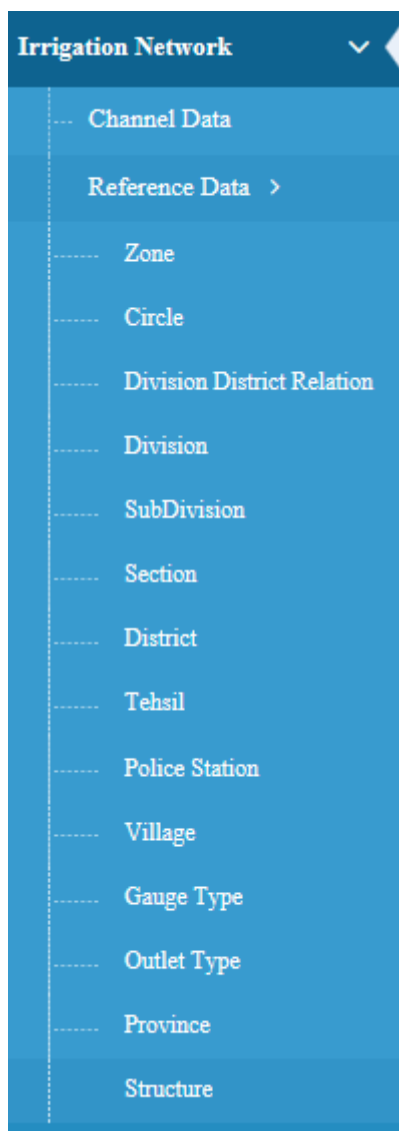 Irrigation Network
Channel Data
Reference Data
Zone
Circle
Division District Relation
Division
SubDivision
Section
District
Tehsil
Police Station
Village
Gauge Type
Outlet Type
Province
Structure